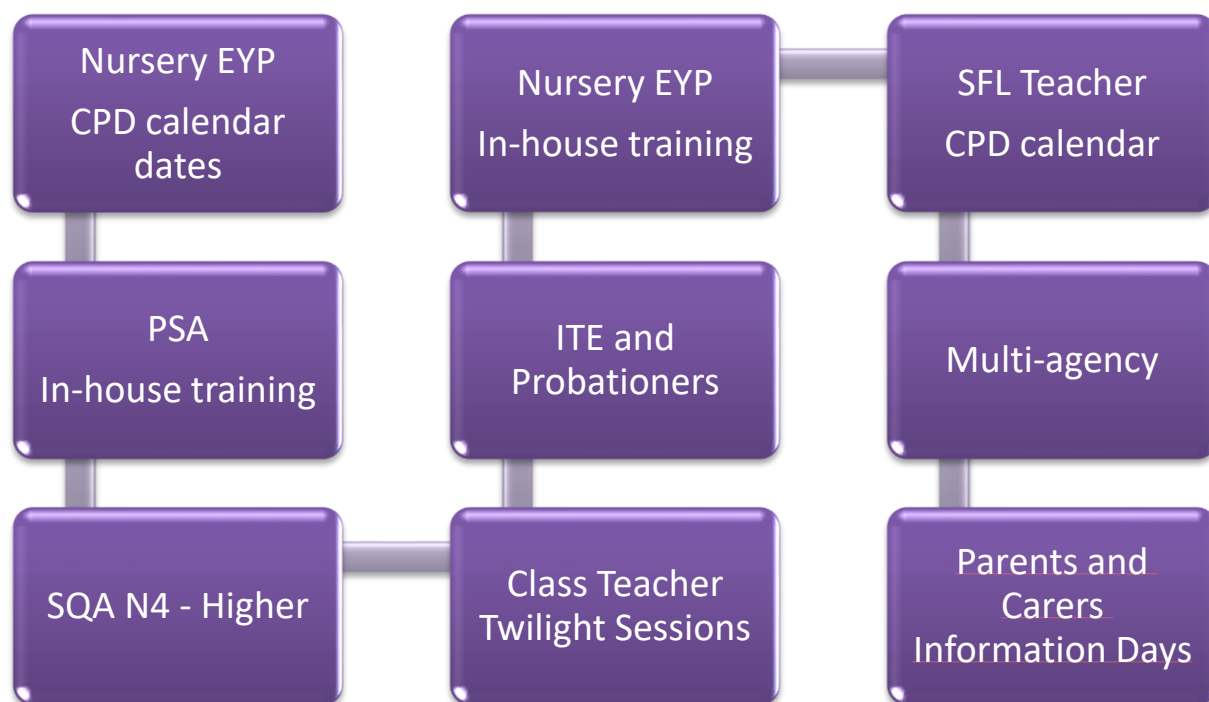 Nursery EYP
CPD calendar
dates
PSA
In-house training
SQA N4 - Higher
Class Teacher
Twilight Sessions
ITE and
Probationers
Nursery EYP
In-house training
SFL Teacher
CPD calendar
Multi-agency
Parents and
Carers
Information Days